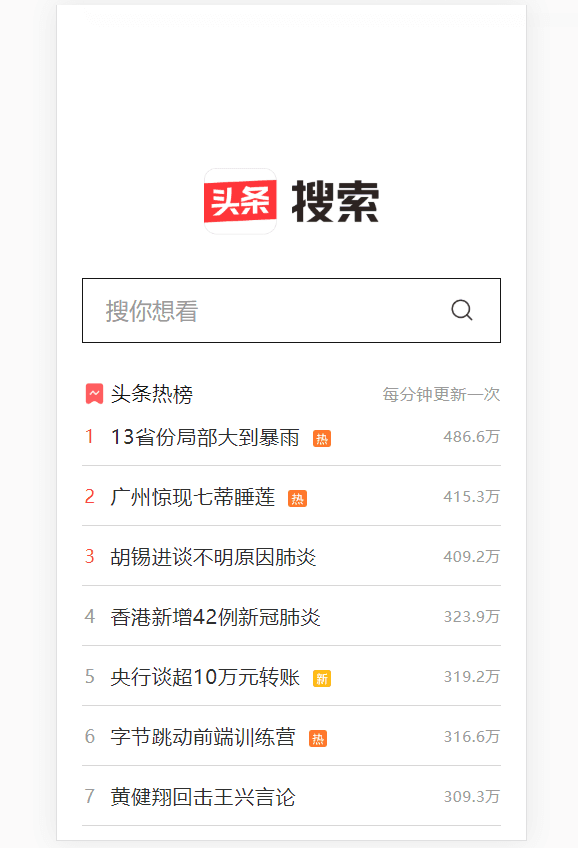 头条 搜索
搜你想看
头条热榜 每分钟更新一次
1 13省份局部大到暴雨 热 486.6万
2 广州惊现七蒂睡莲 热 415.3万
3 胡锡进谈不明原因肺炎 409.2万
4 香港新增42例新冠肺炎 323.9万
5 央行谈超10万元转账 新 319.2万
6 字节跳动前端训练营 热 316.6万
7 黄健翔回击王兴言论 309.3万